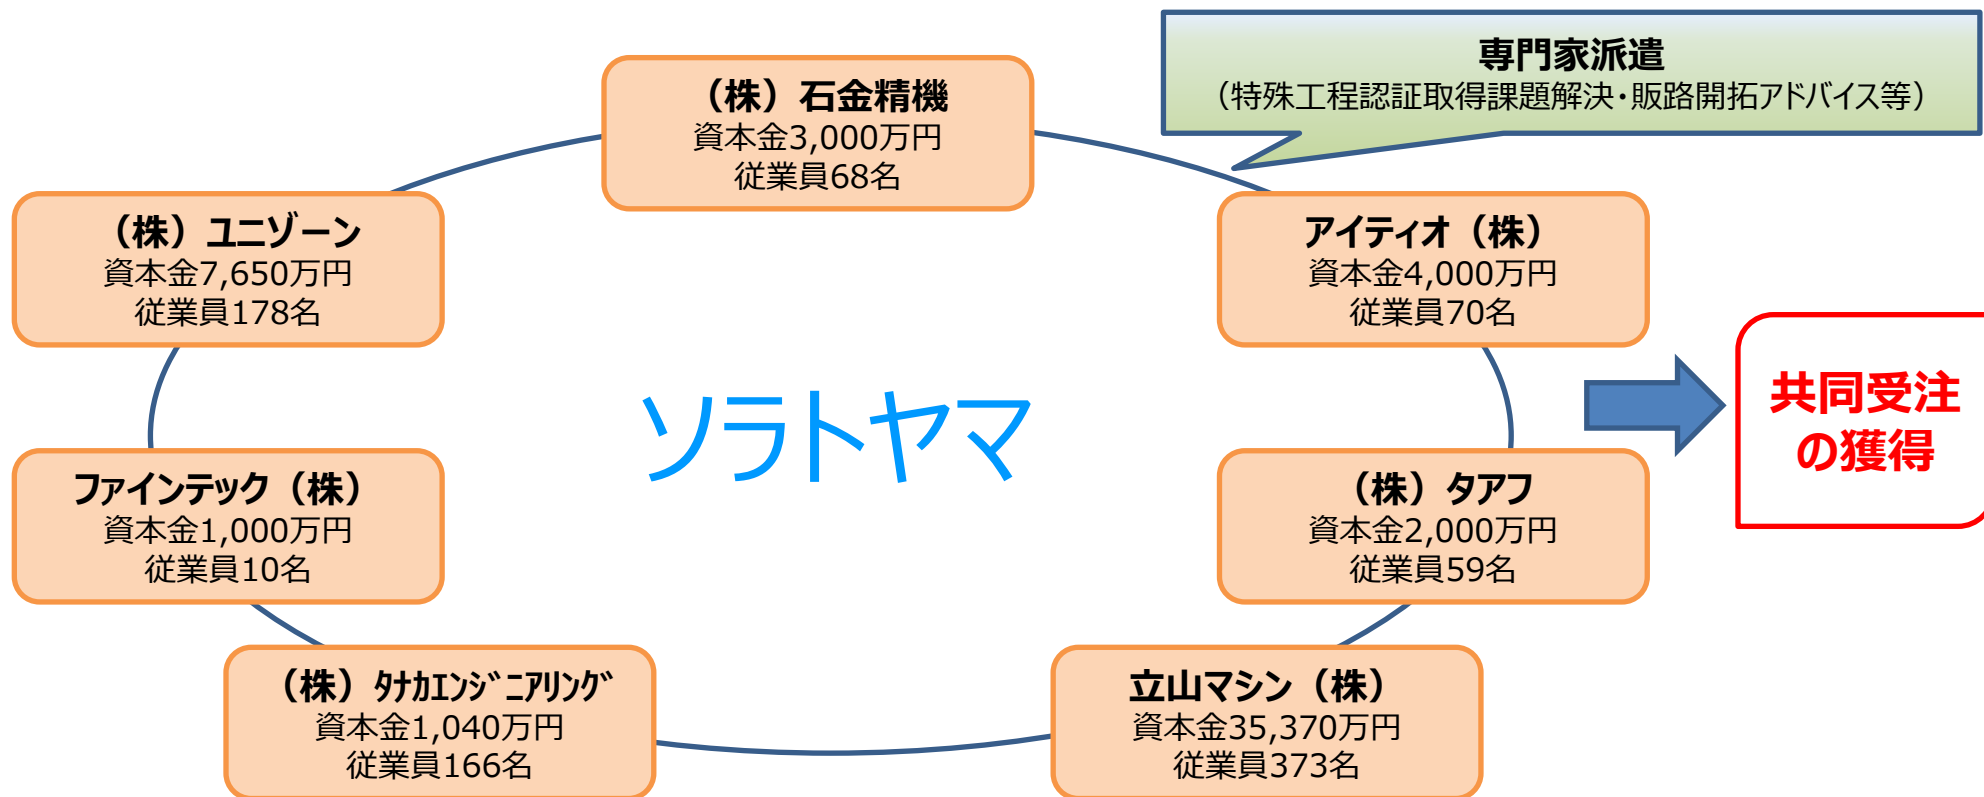 専門家派遣
（特殊工程認証取得課題解決・販路開拓アドバイス等）
（株）石金精機
資本金3,000万円
従業員68名
（株）ユニゾーン
資本金7,650万円
従業員178名
アイティオ（株）
資本金4,000万円
従業員70名
ソラトヤマ
共同受注
の獲得
ファインテック（株）
資本金1,000万円
従業員10名
（株）タアフ
資本金2,000万円
従業員59名
（株）ﾀﾅｶｴﾝｼﾞﾆｱﾘﾝｸﾞ
資本金1,040万円
従業員166名
立山マシン（株）
資本金35,370万円
従業員373名